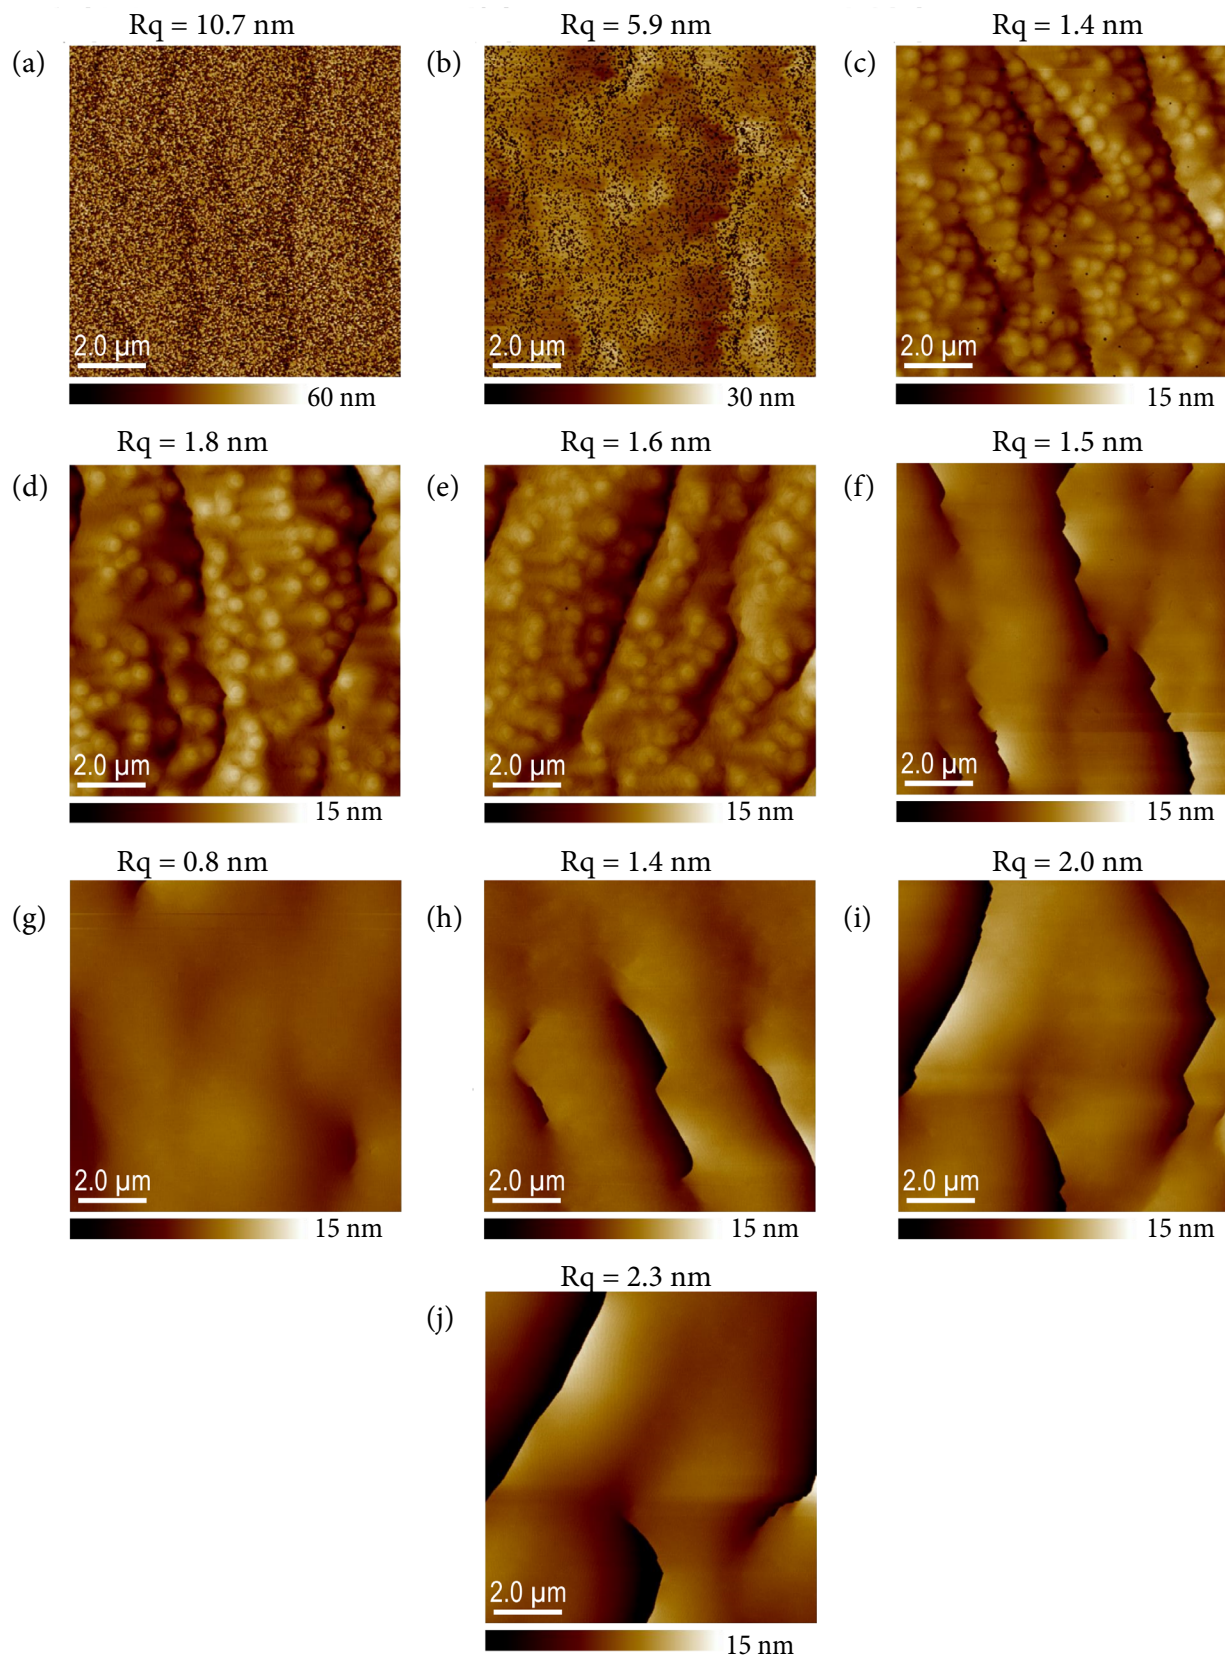 Rq = 10.7 nm
Rq = 5.9 nm
Rq = 1.4 nm
(a)
(b)
(c)
2.0 µm
2.0 µm
2.0 µm
60 nm
30 nm
15 nm
Rq = 1.8 nm
Rq = 1.6 nm
Rq = 1.5 nm
(d)
(e)
(f)
2.0 µm
2.0 µm
2.0 µm
15 nm
15 nm
15 nm
Rq = 0.8 nm
Rq = 1.4 nm
Rq = 2.0 nm
(g)
(h)
(i)
2.0 µm
2.0 µm
2.0 µm
15 nm
15 nm
15 nm
Rq = 2.3 nm
(j)
2.0 µm
15 nm